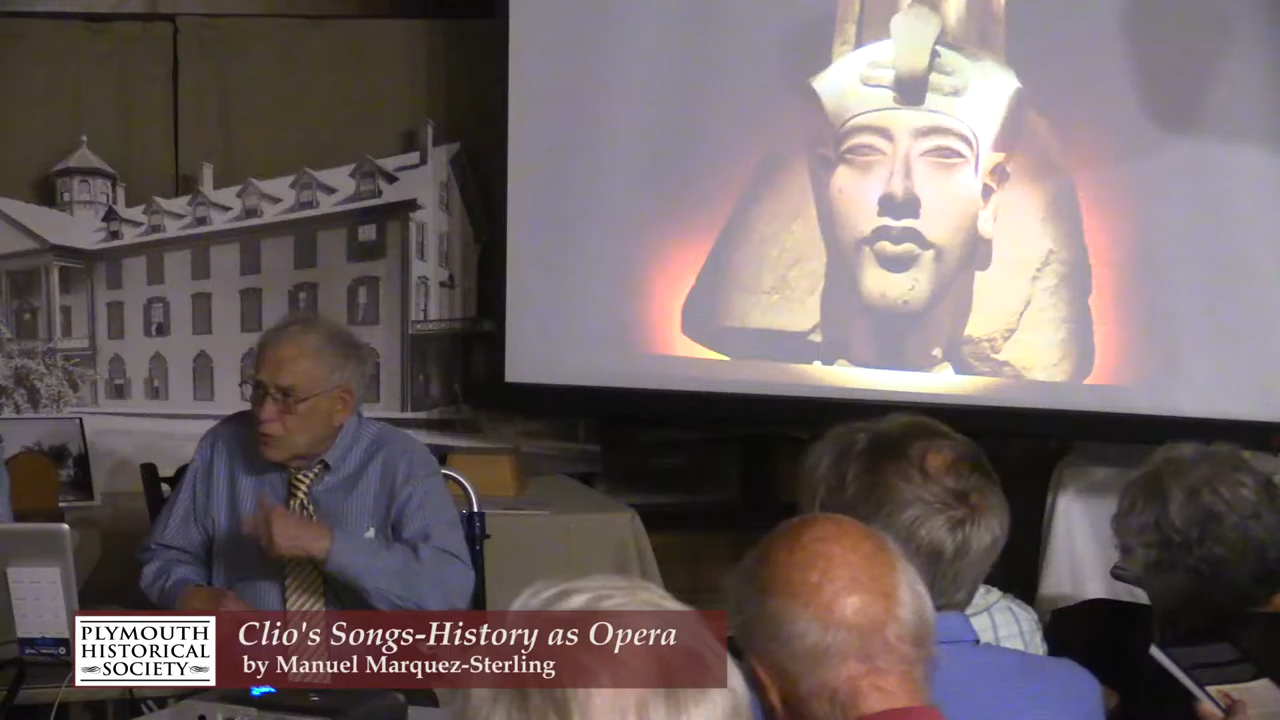 PLYMOUTH
HISTORICAL
SOCIETY
Clio's Songs-History as Opera
by Manuel Marquez-Sterling